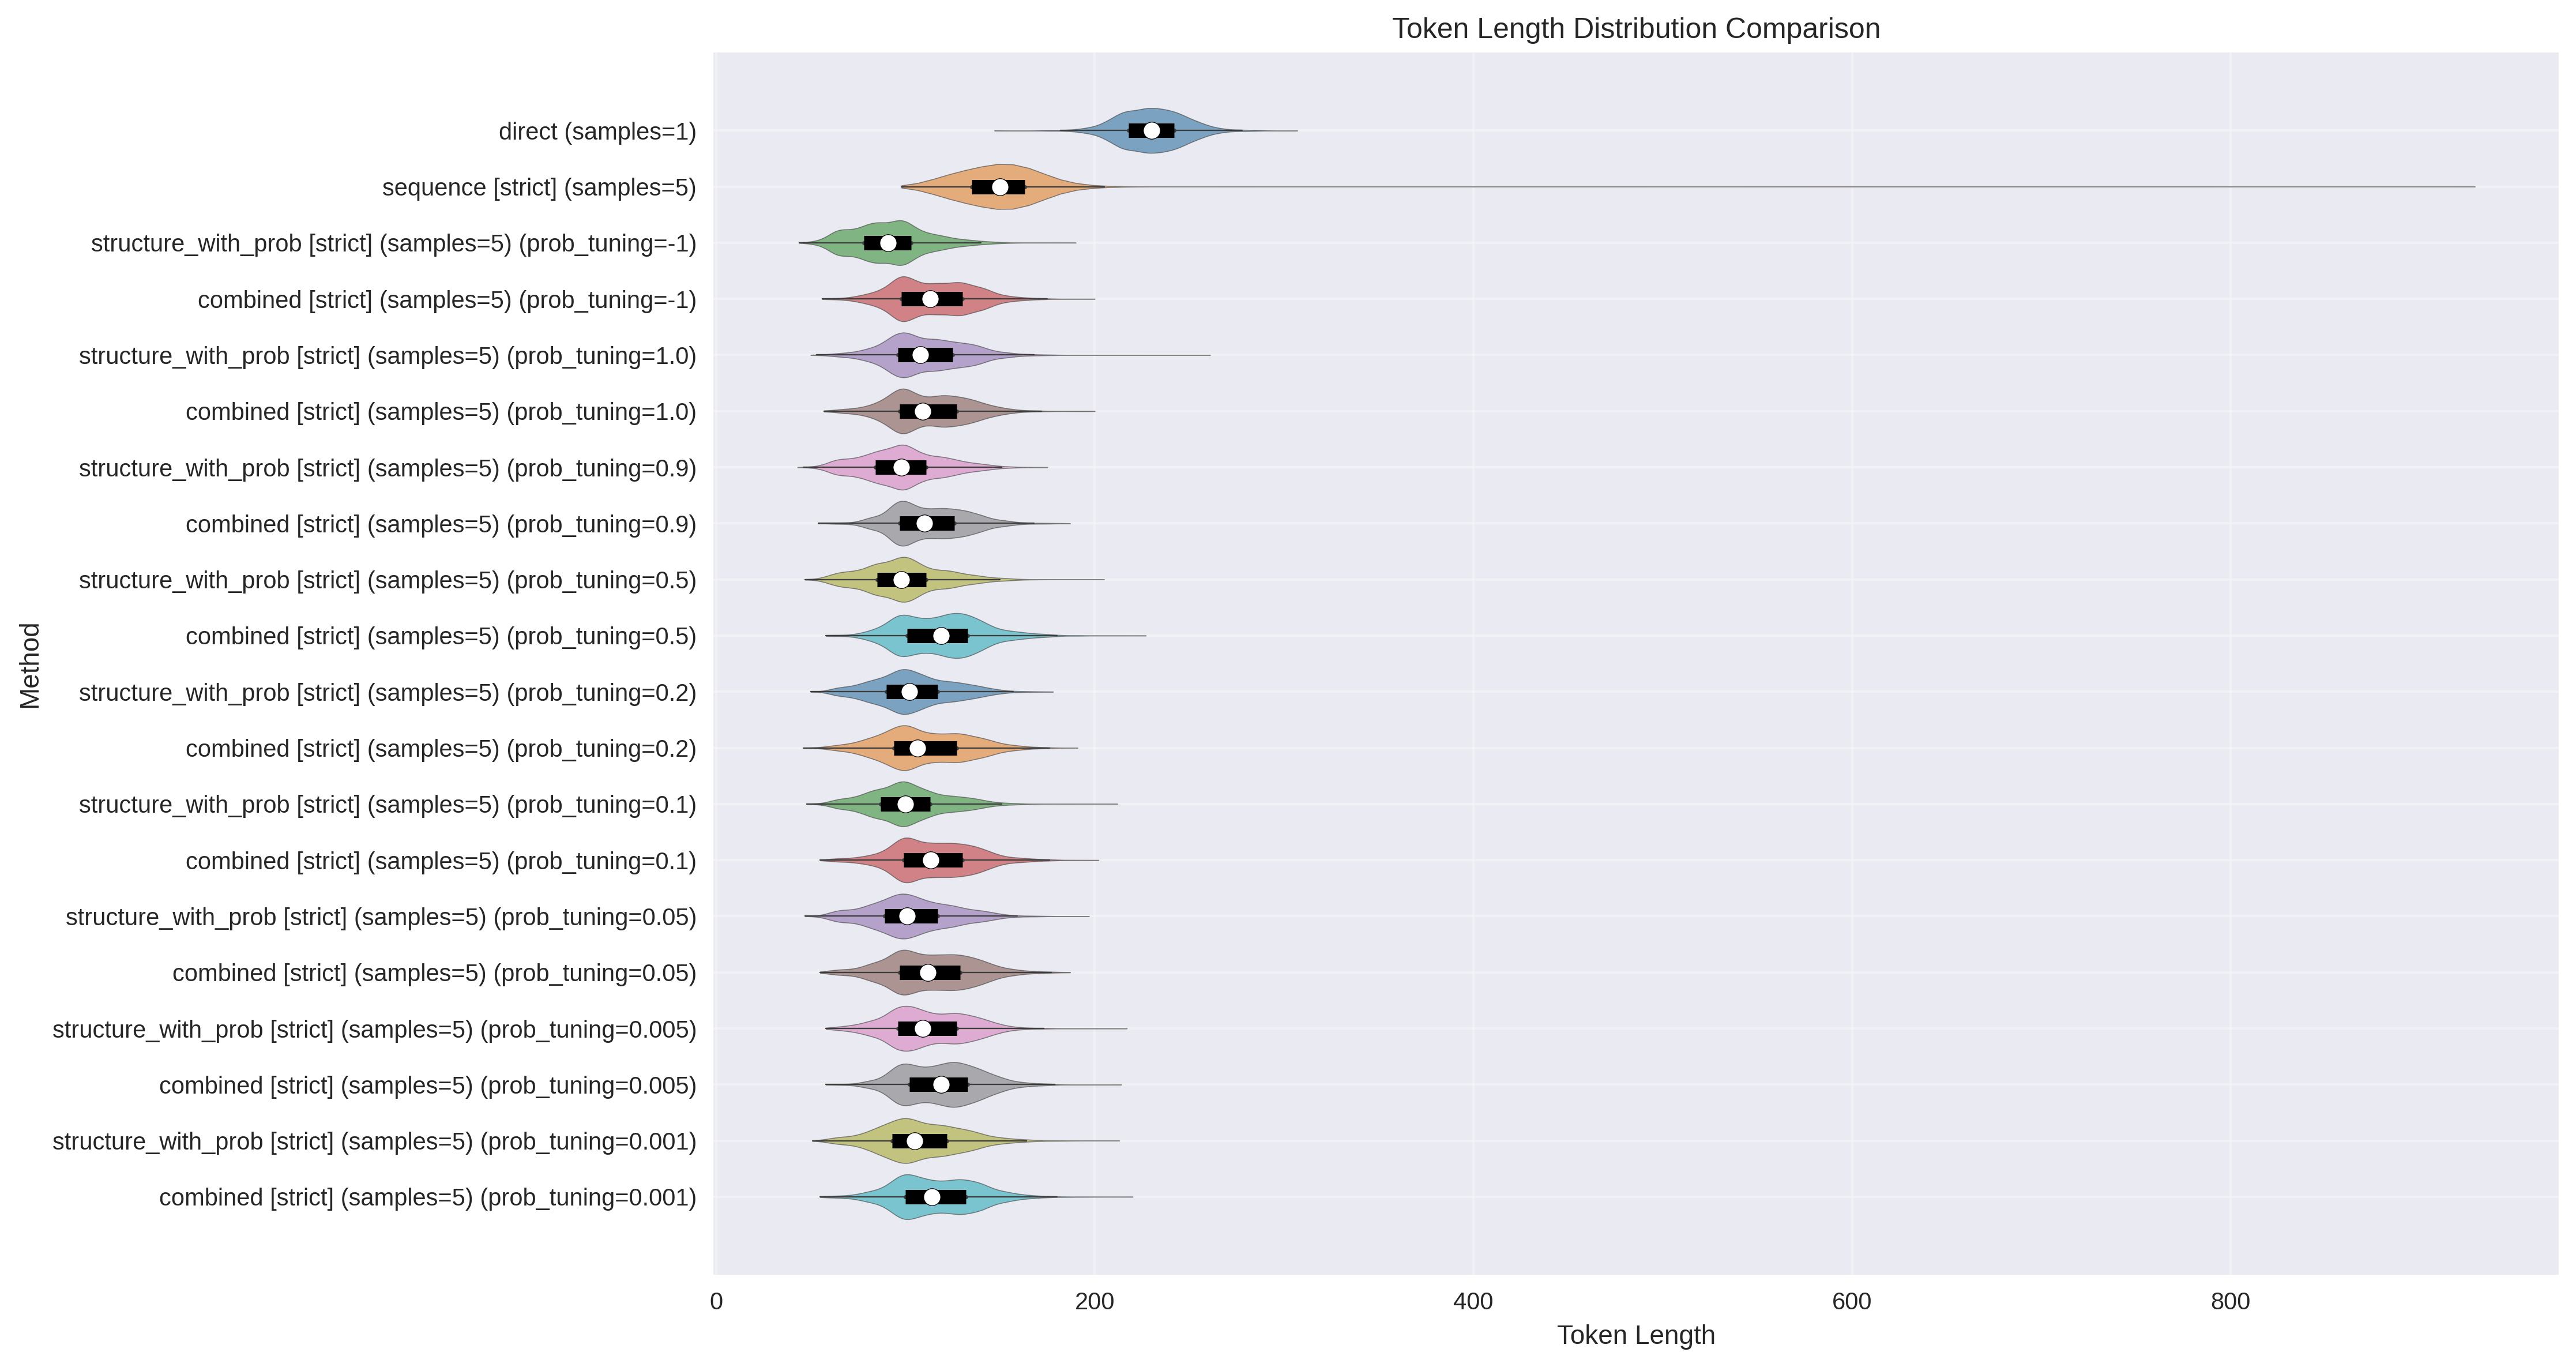 Token Length Distribution Comparison
direct (samples=1)
sequence [strict] (samples=5)
structure_with_prob [strict] (samples=5) (prob_tuning=-1)
combined [strict] (samples=5) (prob_tuning=-1)
structure_with_prob [strict] (samples=5) (prob_tuning=1.0)
combined [strict] (samples=5) (prob_tuning=1.0)
structure_with_prob [strict] (samples=5) (prob_tuning=0.9)
combined [strict] (samples=5) (prob_tuning=0.9)
structure_with_prob [strict] (samples=5) (prob_tuning=0.5)
combined [strict] (samples=5) (prob_tuning=0.5)
structure_with_prob [strict] (samples=5) (prob_tuning=0.2)
combined [strict] (samples=5) (prob_tuning=0.2)
structure_with_prob [strict] (samples=5) (prob_tuning=0.1)
combined [strict] (samples=5) (prob_tuning=0.1)
structure_with_prob [strict] (samples=5) (prob_tuning=0.05)
combined [strict] (samples=5) (prob_tuning=0.05)
structure_with_prob [strict] (samples=5) (prob_tuning=0.005)
combined [strict] (samples=5) (prob_tuning=0.005)
structure_with_prob [strict] (samples=5) (prob_tuning=0.001)
combined [strict] (samples=5) (prob_tuning=0.001)
Method
0 200 400 600 800
Token Length